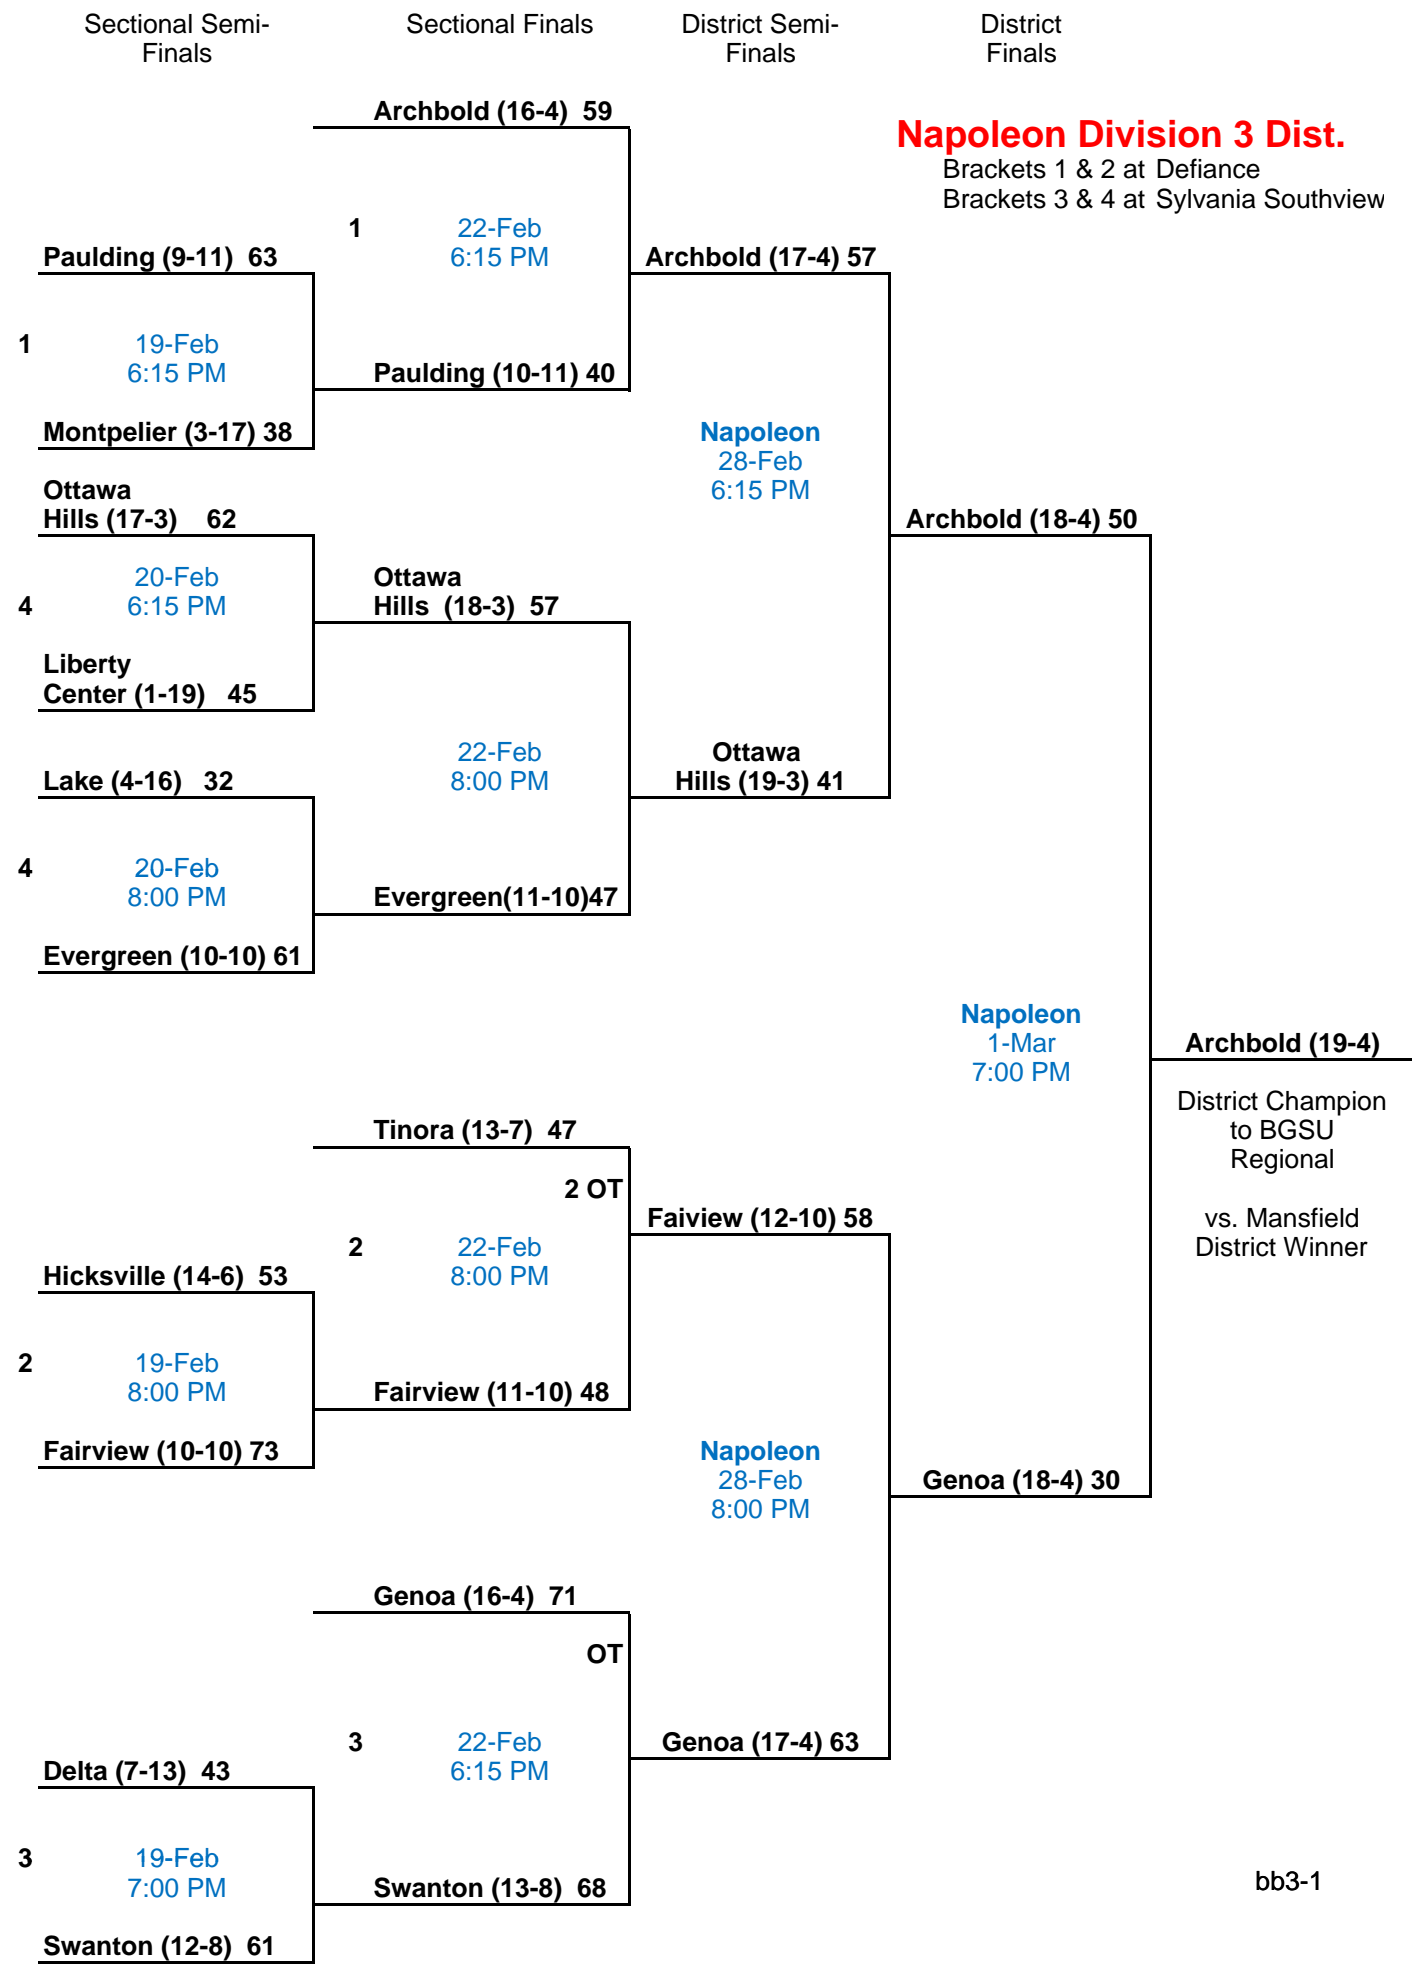 Sectional Semi-
Finals
Sectional Finals
District Semi-
Finals
District
Finals
Archbold (16-4) 59
Napoleon Division 3 Dist.
Brackets 1 & 2 at Defiance
Brackets 3 & 4 at Sylvania Southview
1
22-Feb
6:15 PM
Paulding (9-11) 63
Archbold (17-4) 57
1
19-Feb
6:15 PM
Paulding (10-11) 40
Montpelier (3-17) 38
Napoleon
28-Feb
6:15 PM
Ottawa
Hills (17-3) 62
Archbold (18-4) 50
4
20-Feb
6:15 PM
Ottawa
Hills (18-3) 57
Liberty
Center (1-19) 45
22-Feb
8:00 PM
Ottawa
Hills (19-3) 41
Lake (4-16) 32
4
20-Feb
8:00 PM
Evergreen(11-10)47
Evergreen (10-10) 61
Napoleon
1-Mar
7:00 PM
Archbold (19-4)
District Champion
to BGSU
Regional
vs. Mansfield
District Winner
Tinora (13-7) 47
2 OT
Faiview (12-10) 58
2
22-Feb
8:00 PM
Hicksville (14-6) 53
2
19-Feb
8:00 PM
Fairview (11-10) 48
Fairview (10-10) 73
Napoleon
28-Feb
8:00 PM
Genoa (18-4) 30
Genoa (16-4) 71
OT
3
22-Feb
6:15 PM
Genoa (17-4) 63
Delta (7-13) 43
3
19-Feb
7:00 PM
Swanton (13-8) 68
bb3-1
Swanton (12-8) 61